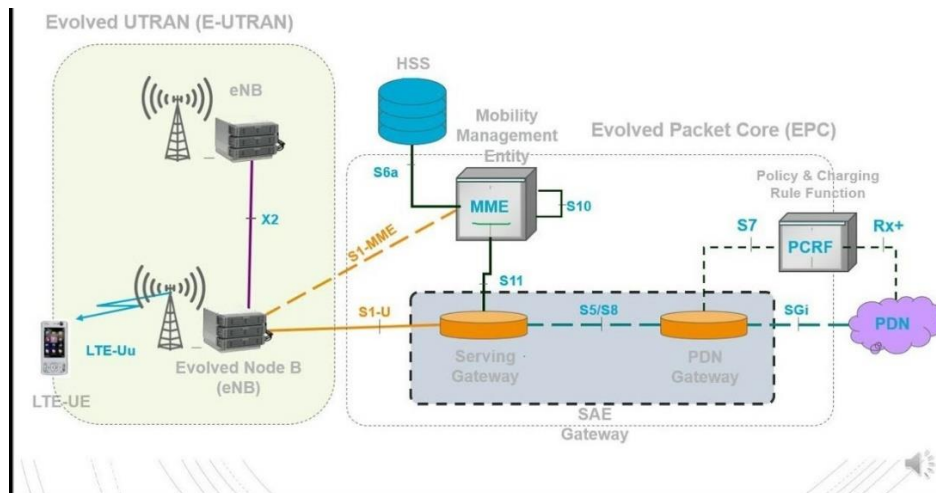 Evolved UTRAN (E-UTRAN)
eNB
X2
LTE-Uu
LTE-UE
Evolved Node B
(eNB)
HSS
S6a
Mobility
Management
Entity
MME
S10
S1-MME
S11
S1-U
Evolved Packet Core (EPC)
Policy & Charging
Rule Function
S7
PCRF
Rx+
S5/S8
SGi
PDN
Serving
Gateway
PDN
Gateway
SAE
Gateway